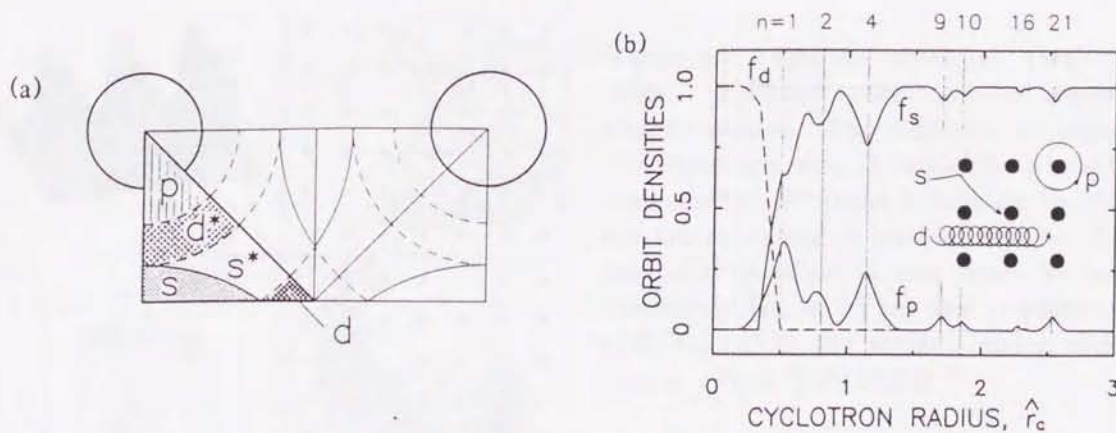 (a)
p
d*
s*
s
d
(b)
n=1 2 4 9 10 16 21
ORBIT DENSITIES
1.0
0.5
0
f_d
f_s
f_p
s
p
d
0 1 2 3
CYCLOTRON RADIUS, r̂_c